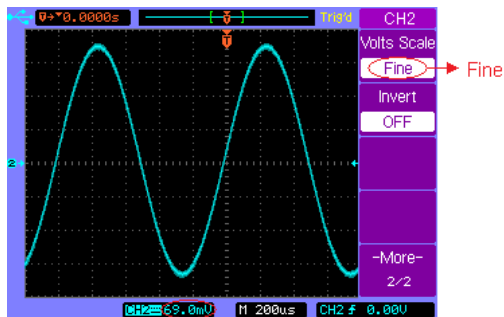 0.0000s
Trig'd
CH2
Volts Scale
Fine
Fine
Invert
OFF
T
T
2
-More-
2/2
CH2 69.0mV
M 200us
CH2 0.00V